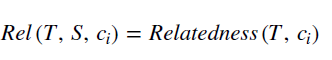 Rel (T, S, cᵢ) = Relatedness (T, cᵢ)